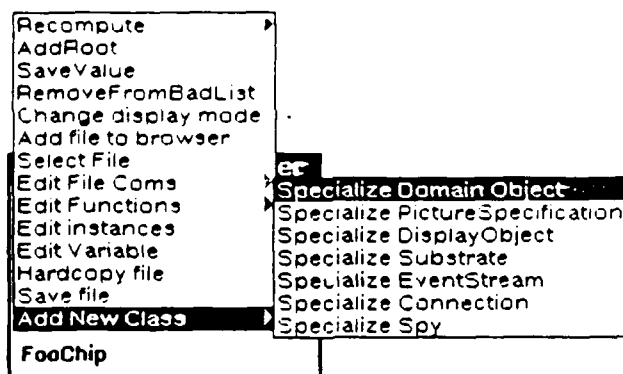 Recompute
AddRoot
SaveValue
RemoveFromBadList
Change display mode
Add file to browser
Select File
Edit File Coms
Edit Functions
Edit instances
Edit Variable
Hardcopy file
Save file
Add New Class
FooChip
er
Specialize Domain Object
Specialize PictureSpecification
Specialize DisplayObject
Specialize Substrate
Specialize EventStream
Specialize Connection
Specialize Spy